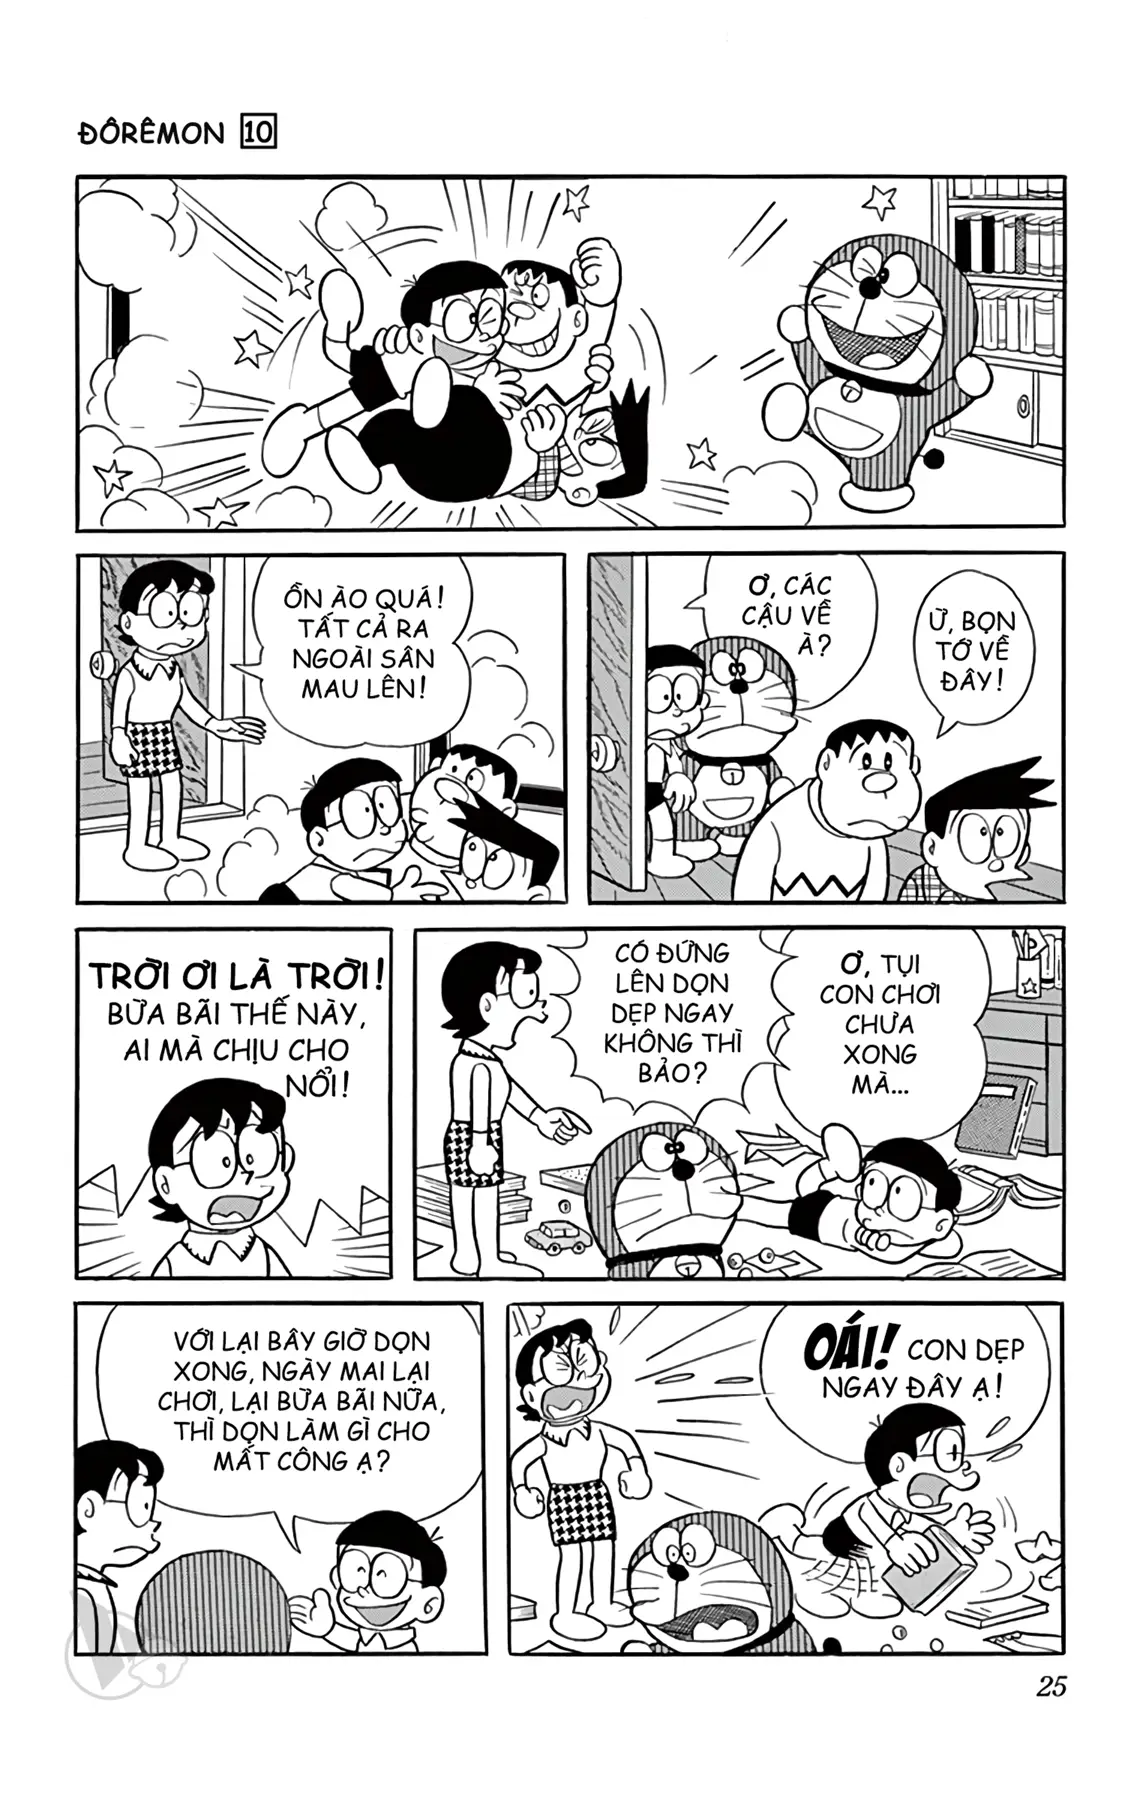 ĐÔRÊMON 10
ỒN ÀO QUÁ!
TẤT CẢ RA
NGOÀI SÂN
MAU LÊN!
Ơ, CÁC
CẬU VỀ
À?
Ừ, BỌN
TỚ VỀ
ĐÂY!
TRỜI ƠI LÀ TRỜI!
BỪA BÃI THẾ NÀY,
AI MÀ CHỊU CHO
NỔI!
CÓ ĐỨNG
LÊN DỌN
DẸP NGAY
KHÔNG THÌ
BẢO?
Ơ, TỤI
CON CHƠI
CHƯA
XONG
MÀ...
VỚI LẠI BÂY GIỜ DỌN
XONG, NGÀY MAI LẠI
CHƠI, LẠI BỪA BÃI NỮA,
THÌ DỌN LÀM GÌ CHO
MẤT CÔNG Ạ?
OÁI! CON DẸP
NGAY ĐÂY Ạ!
25